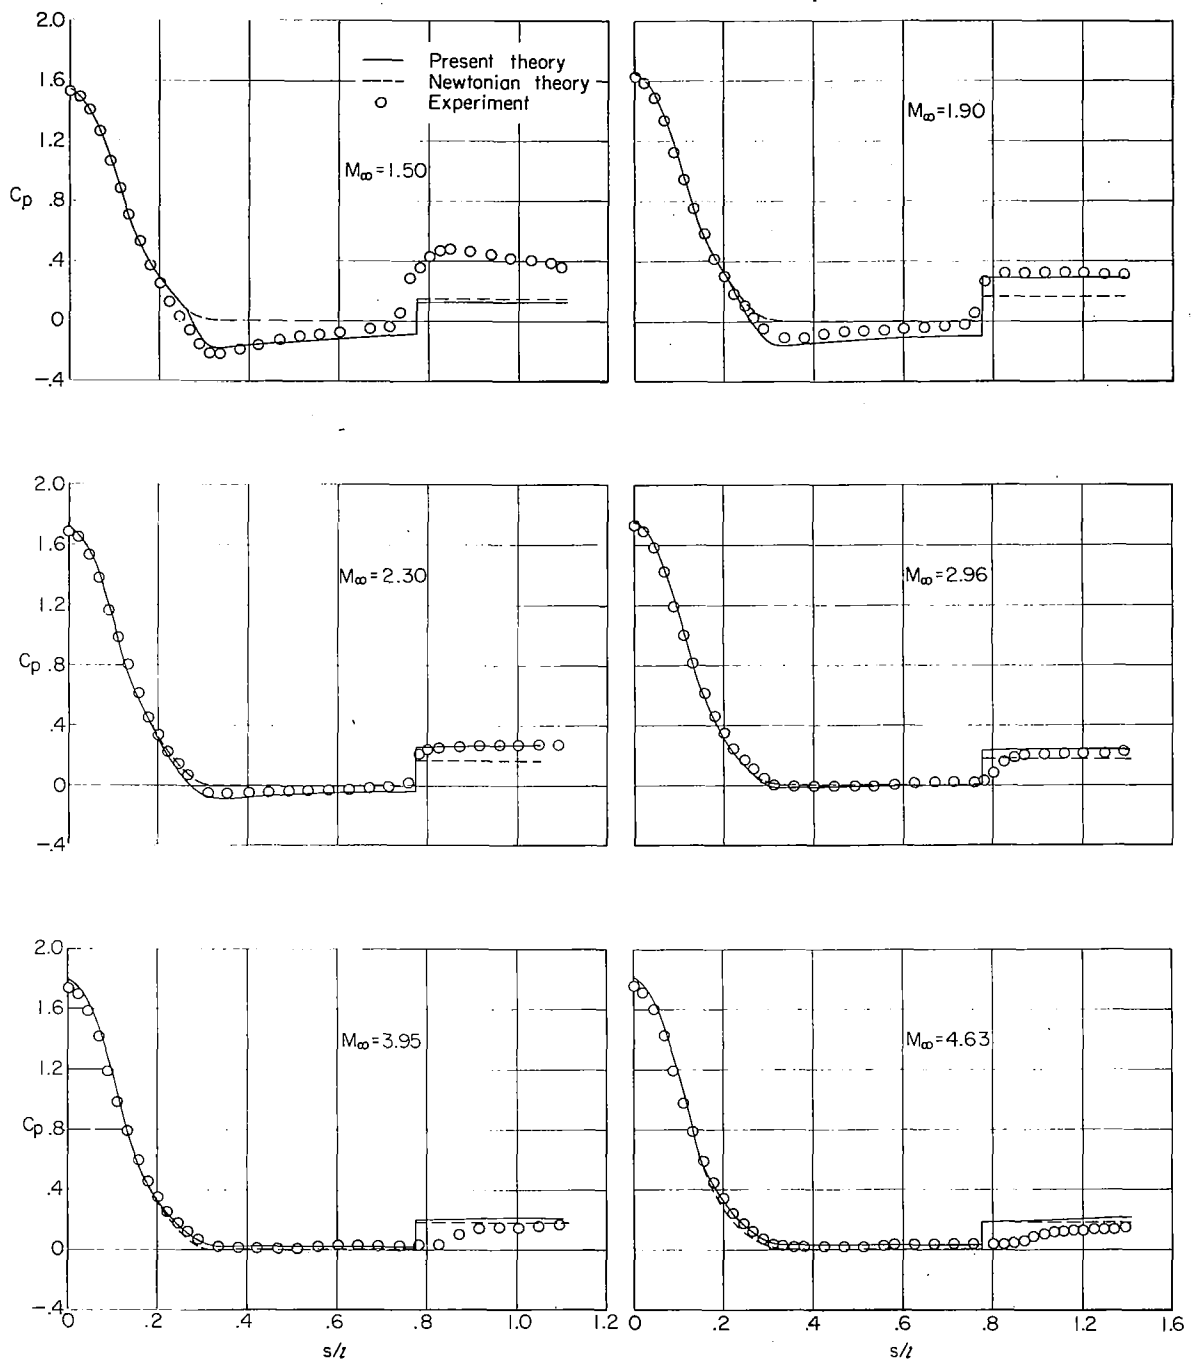 2.0
1.6
1.2
Cp .8
.4
0
-.4
Present theory
Newtonian theory
Experiment
M∞=1.50
M∞=1.90
2.0
1.6
1.2
Cp .8
.4
0
-.4
M∞=2.30
M∞=2.96
2.0
1.6
1.2
Cp .8
.4
0
-.4
M∞=3.95
M∞=4.63
0 .2 .4 .6 .8 1.0 1.2
s/l
0 .2 .4 .6 .8 1.2 1.6
s/l